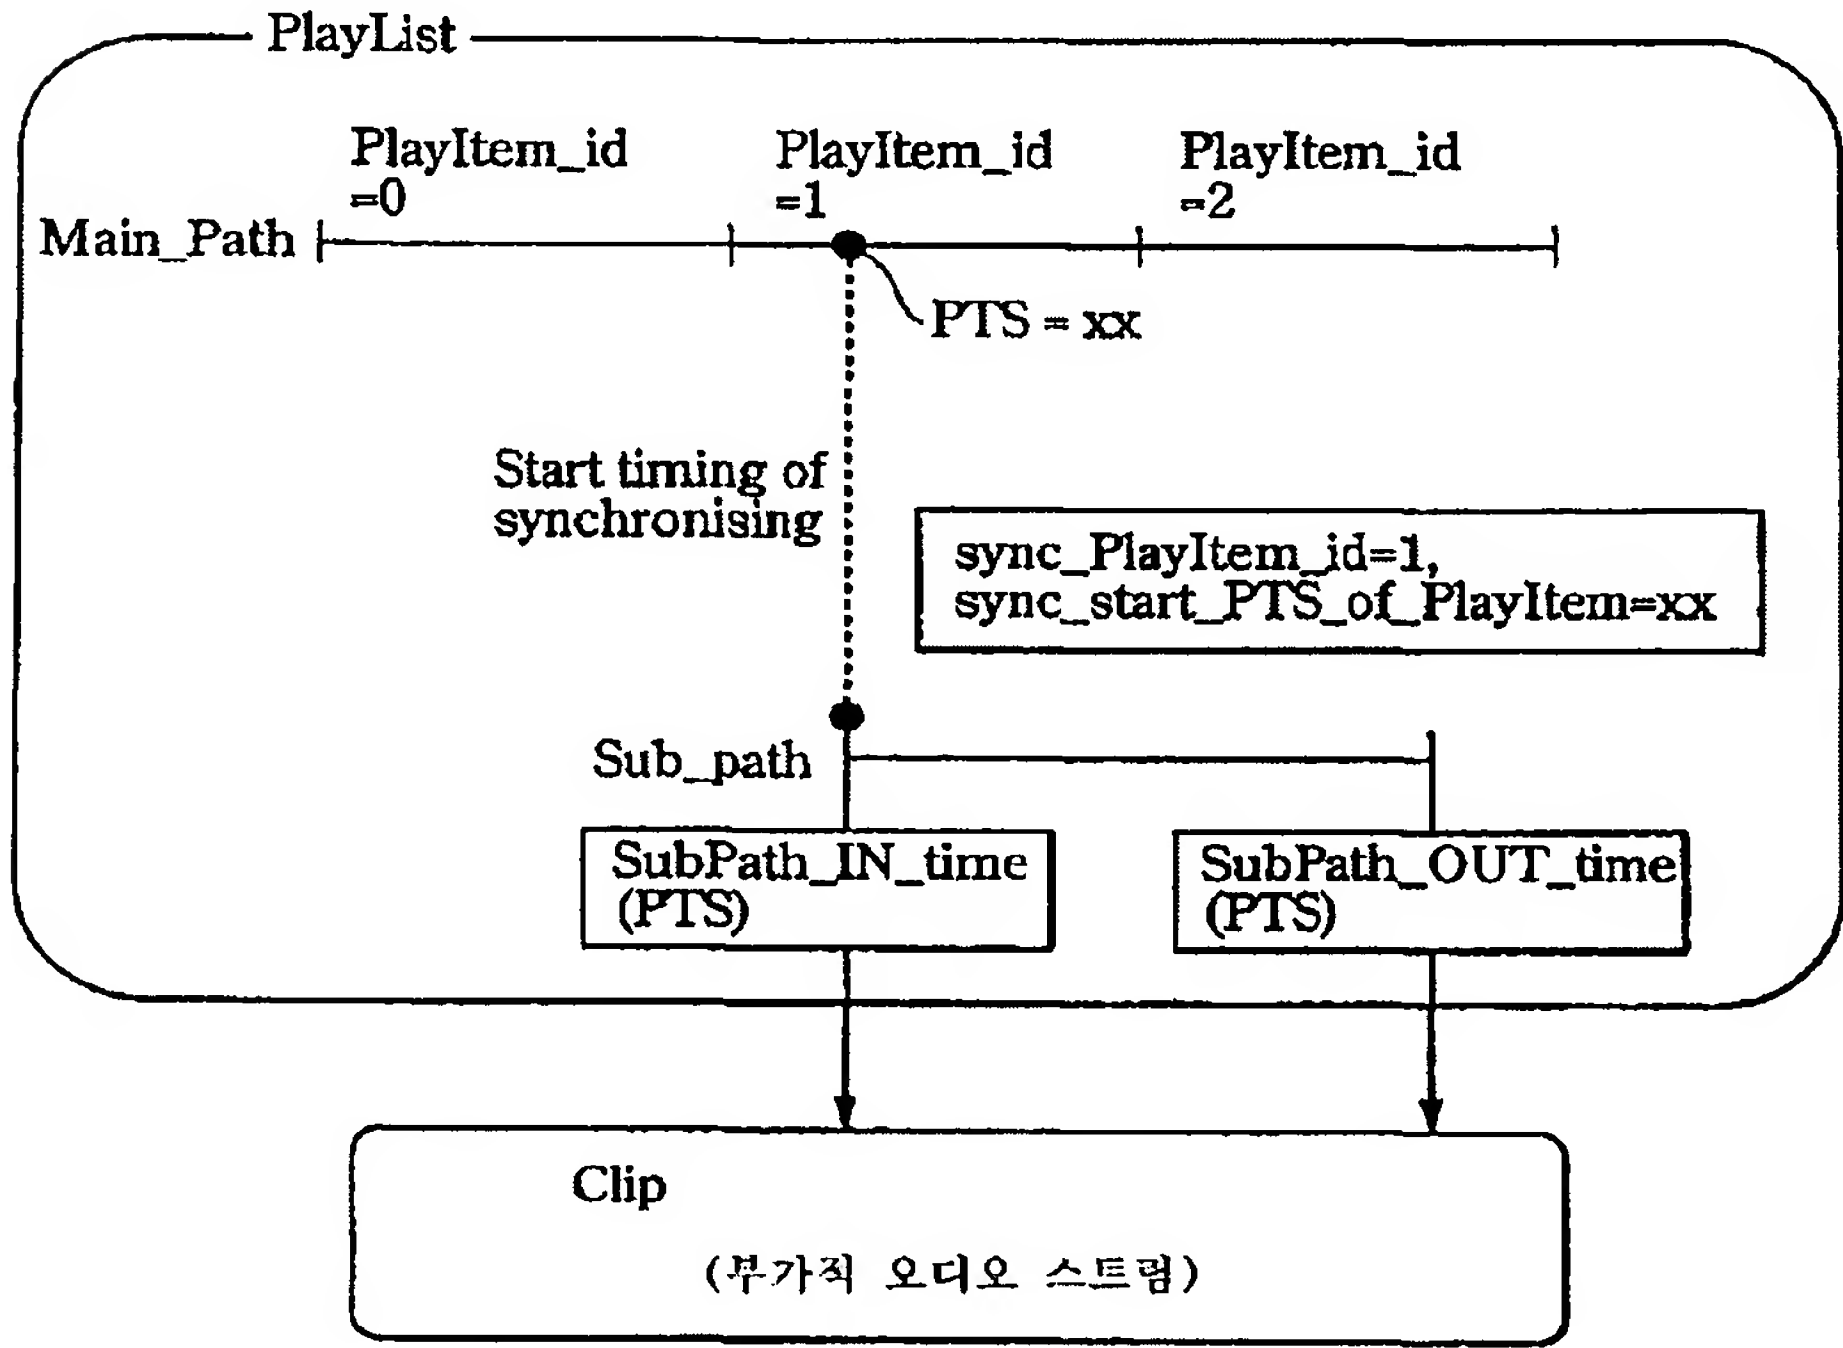 PlayList
PlayItem_id
=0
PlayItem_id
=1
PlayItem_id
=2
Main_Path
PTS = xx
Start timing of
synchronising
sync_PlayItem_id=1,
sync_start_PTS_of_PlayItem=xx
Sub_path
SubPath_IN_time
(PTS)
SubPath_OUT_time
(PTS)
Clip
(부가적 오디오 스트림)